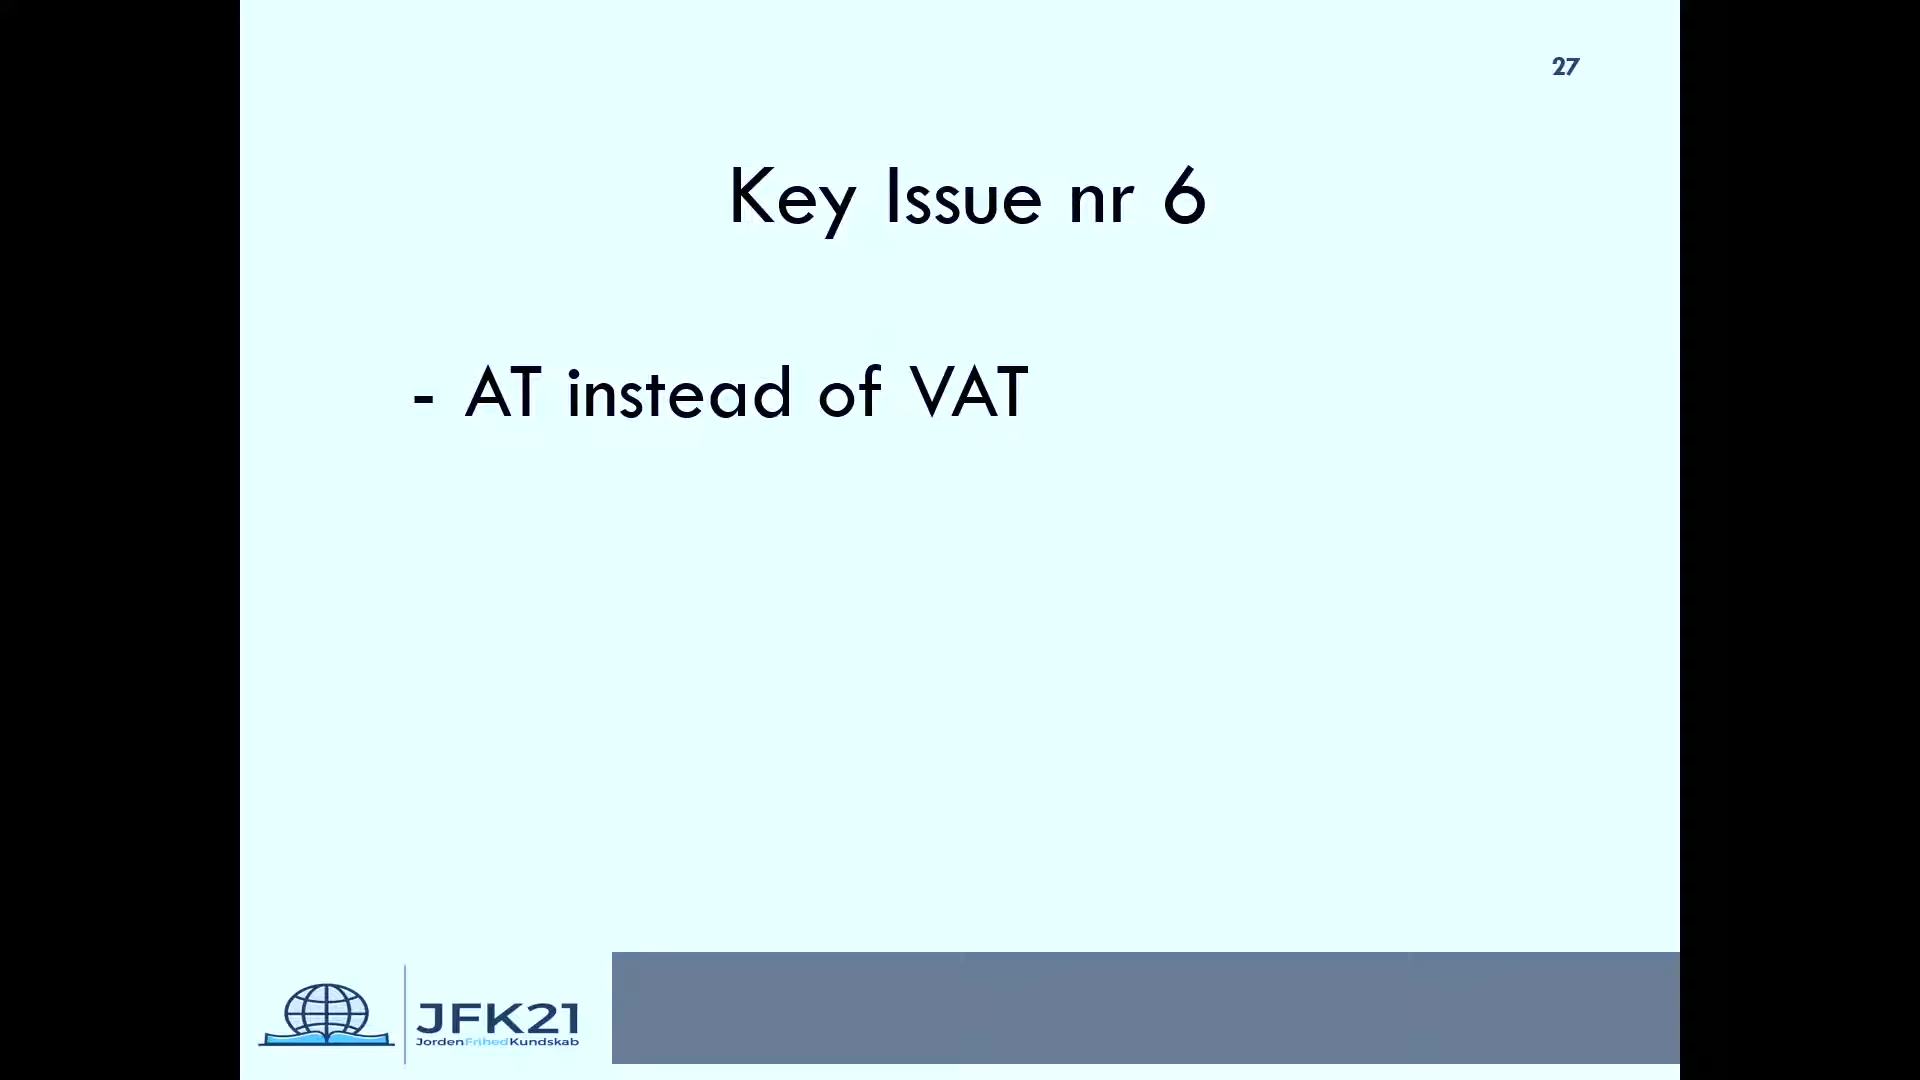 27
Key Issue nr 6
- AT instead of VAT
JFK21
JordenFrihedKundskab